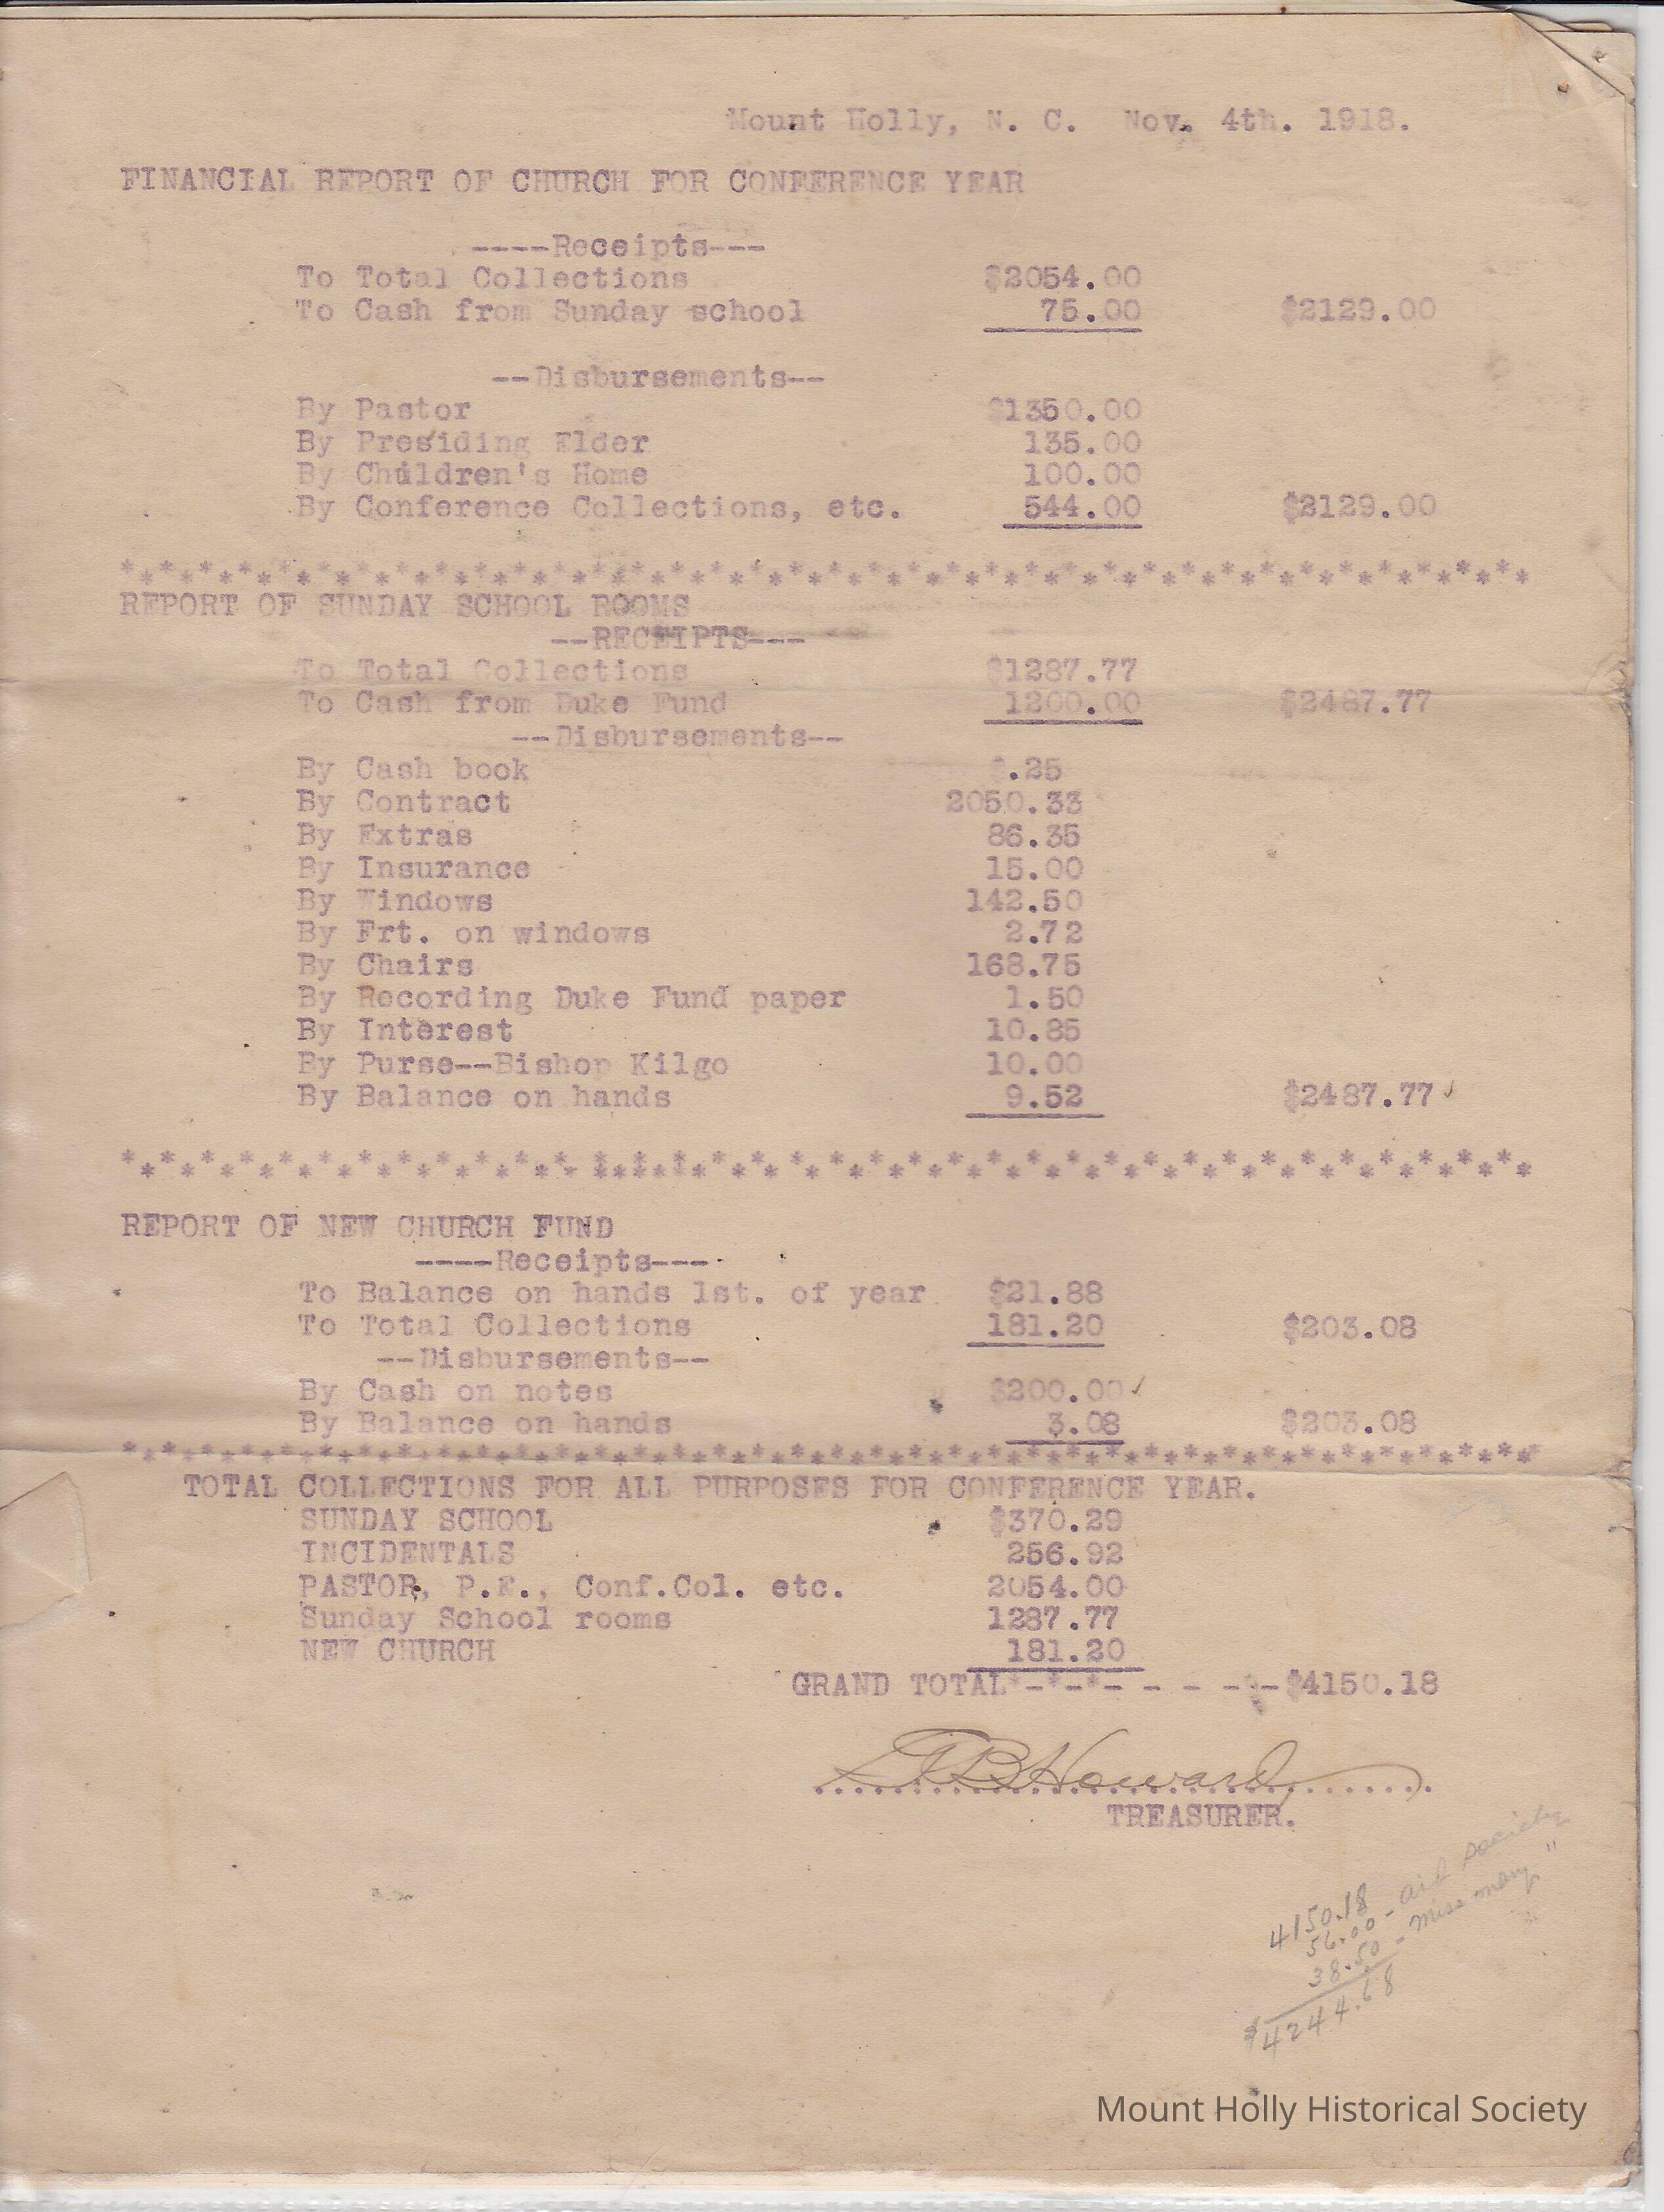 Mount Holly, N. C. Nov. 4th. 1918.
FINANCIAL REPORT OF CHURCH FOR CONFERENCE YEAR
----Receipts---
To Total Collections $2054.00
To Cash from Sunday school 75.00 $2129.00
--Disbursements--
By Pastor $1350.00
By Presiding Elder 135.00
By Children's Home 100.00
By Conference Collections, etc. 544.00 $2129.00
**********************************************************************
REPORT OF SUNDAY SCHOOL ROOMS
--RECEIPTS---
To Total Collections $1287.77
To Cash from Duke Fund 1200.00 $2487.77
--Disbursements--
By Cash book $.25
By Contract 2050.33
By Extras 86.35
By Insurance 15.00
By Windows 142.50
By Frt. on windows 2.72
By Chairs 168.75
By Recording Duke Fund paper 1.50
By Interest 10.85
By Purse--Bishop Kilgo 10.00
By Balance on hands 9.52 $2487.77 ✓
*********************************************************************
REPORT OF NEW CHURCH FUND
----Receipts---
To Balance on hands 1st. of year $21.88
To Total Collections 181.20 $203.08
--Disbursements--
By Cash on notes $200.00 ✓
By Balance on hands 3.08 $203.08
*********************************************************************
TOTAL COLLECTIONS FOR ALL PURPOSES FOR CONFERENCE YEAR.
SUNDAY SCHOOL $370.29
INCIDENTALS 256.92
PASTOR, P.E., Conf.Col. etc. 2054.00
Sunday School rooms 1287.77
NEW CHURCH 181.20
GRAND TOTAL*-*-*- - - - -*-$4150.18
Howard
TREASURER.
4150.18
56.00 - aid society
38.50 - Missionary "
$4244.68
Mount Holly Historical Society